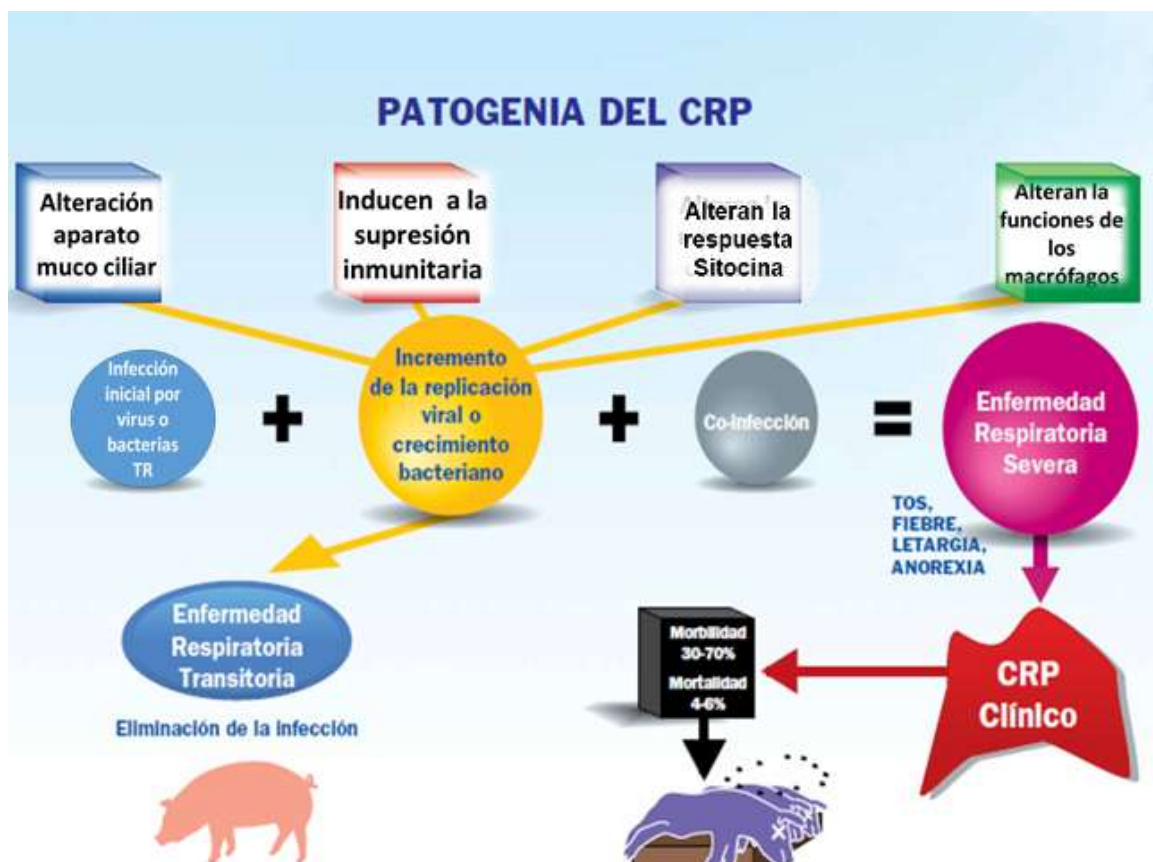 PATOGENIA DEL CRP
Alteración
aparato
muco ciliar
Inducen a la
supresión
inmunitaria
Alteran la
respuesta
Sitocina
Alteran la
funciones de
los
macrófagos
Infección
inicial por
virus o
bacterias
TR
Incremento
de la replicación
viral o
crecimiento
bacteriano
Co-infección
Enfermedad
Respiratoria
Severa
TOS,
FIEBRE,
LETARGIA,
ANOREXIA
Enfermedad
Respiratoria
Transitoria
Eliminación de la infección
Morbilidad
30-70%
Mortalidad
4-6%
CRP
Clínico